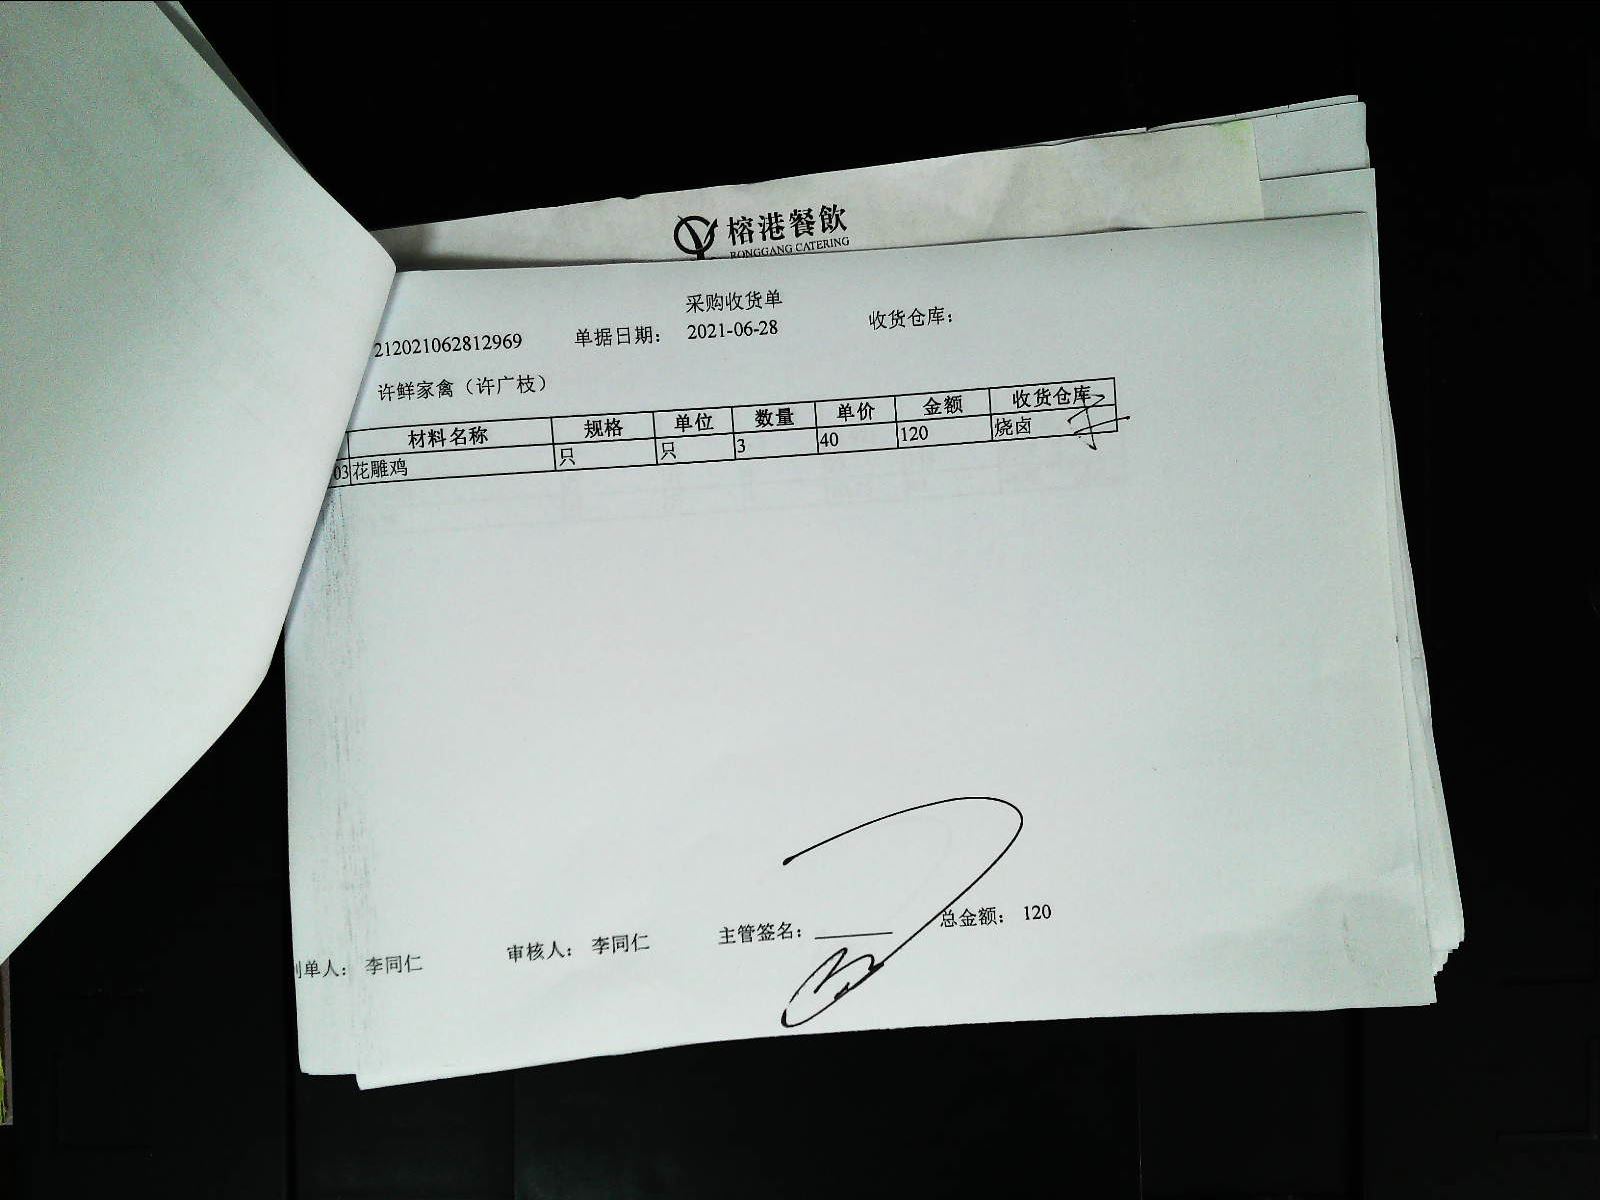 榕港餐飲
RONGGANG CATERING
采购收货单
212021062812969 单据日期： 2021-06-28 收货仓库：
许鲜家禽（许广枝）
材料名称 规格 单位 数量 单价 金额 收货仓库
03 花雕鸡 只 只 3 40 120 烧卤
单人： 李同仁 审核人： 李同仁 主管签名： 总金额： 120